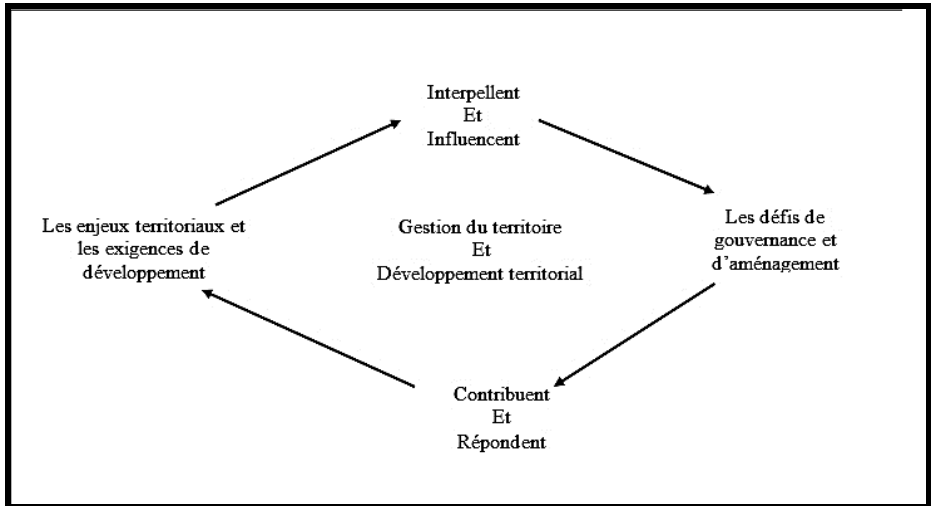 Interpellent
Et
Influencent
Les enjeux territoriaux et
les exigences de
développement
Gestion du territoire
Et
Développement territorial
Les défis de
gouvernance et
d’aménagement
Contribuent
Et
Répondent